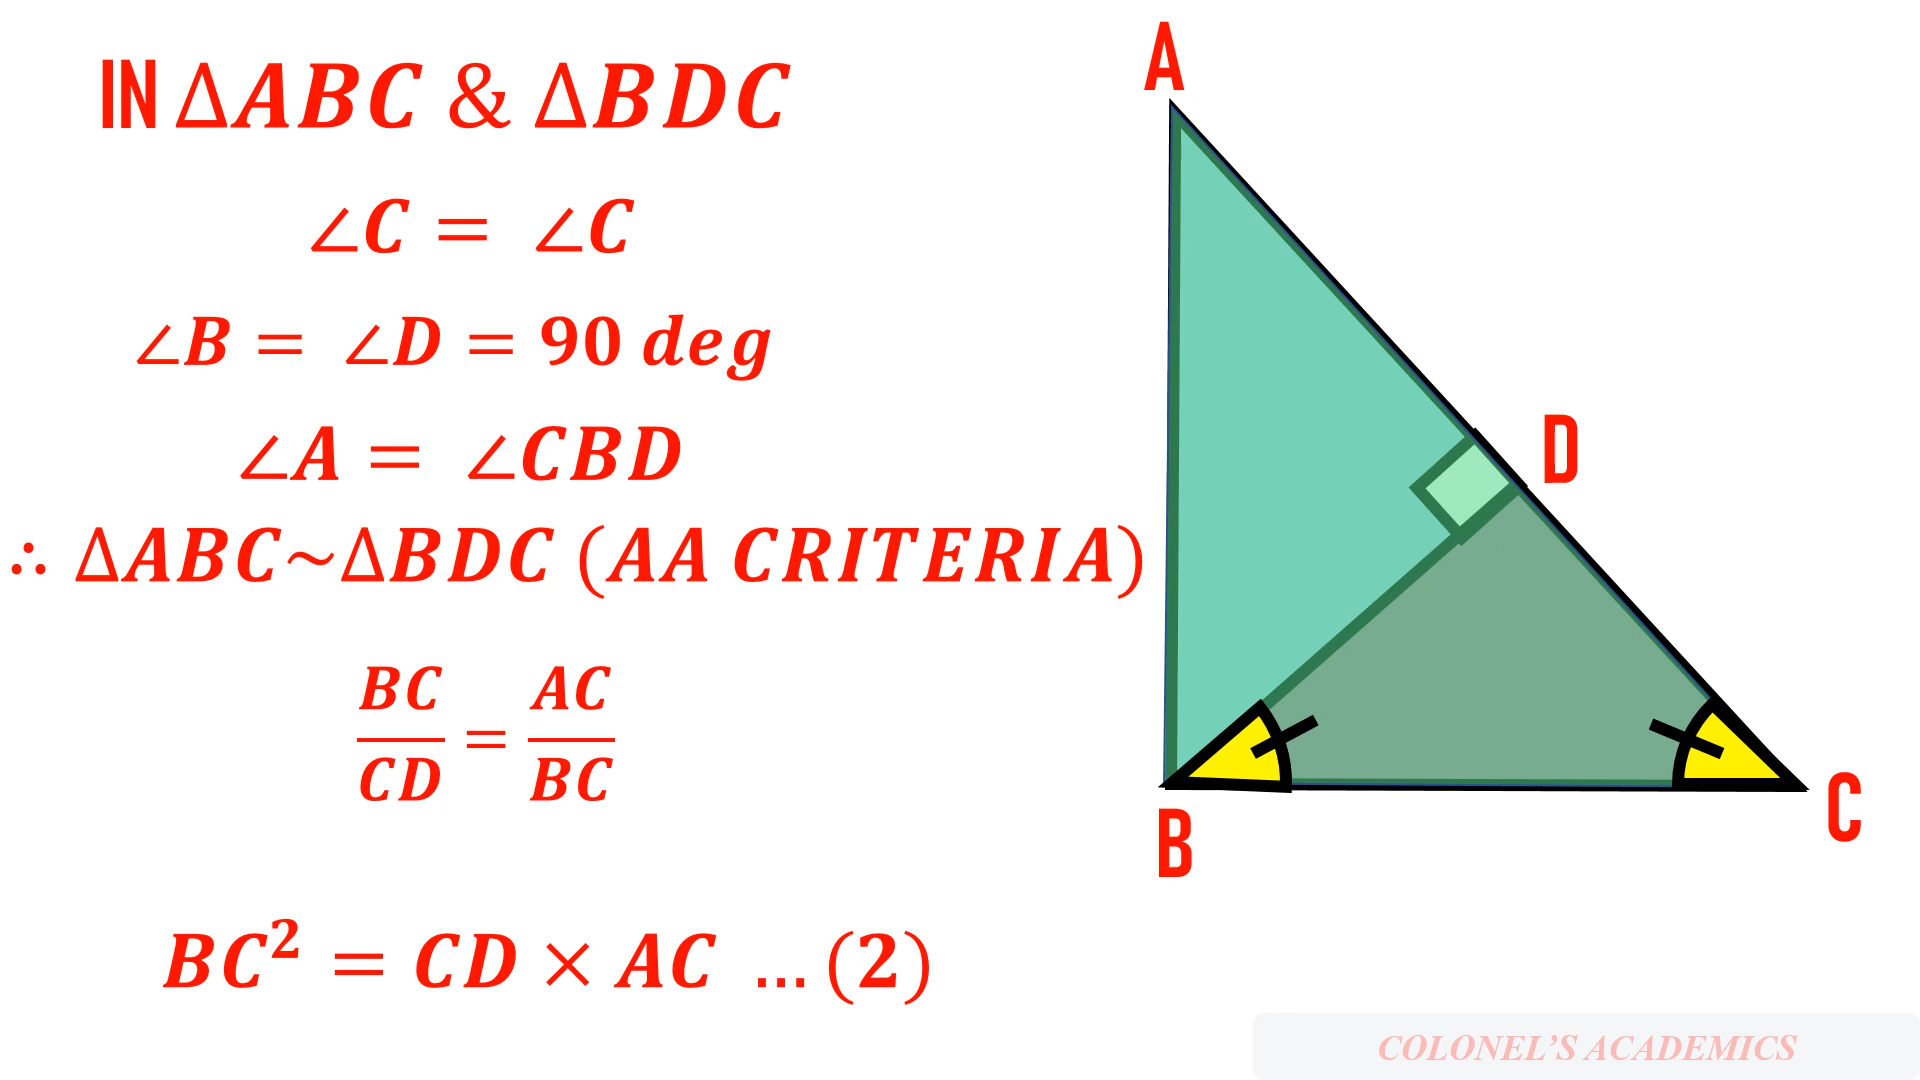 IN ΔABC & ΔBDC
∠C = ∠C
∠B = ∠D = 90 deg
∠A = ∠CBD
∴ ΔABC~ΔBDC (AA CRITERIA)
BC/CD = AC/BC
BC² = CD × AC ... (2)
A
D
B
C
COLONEL’S ACADEMICS